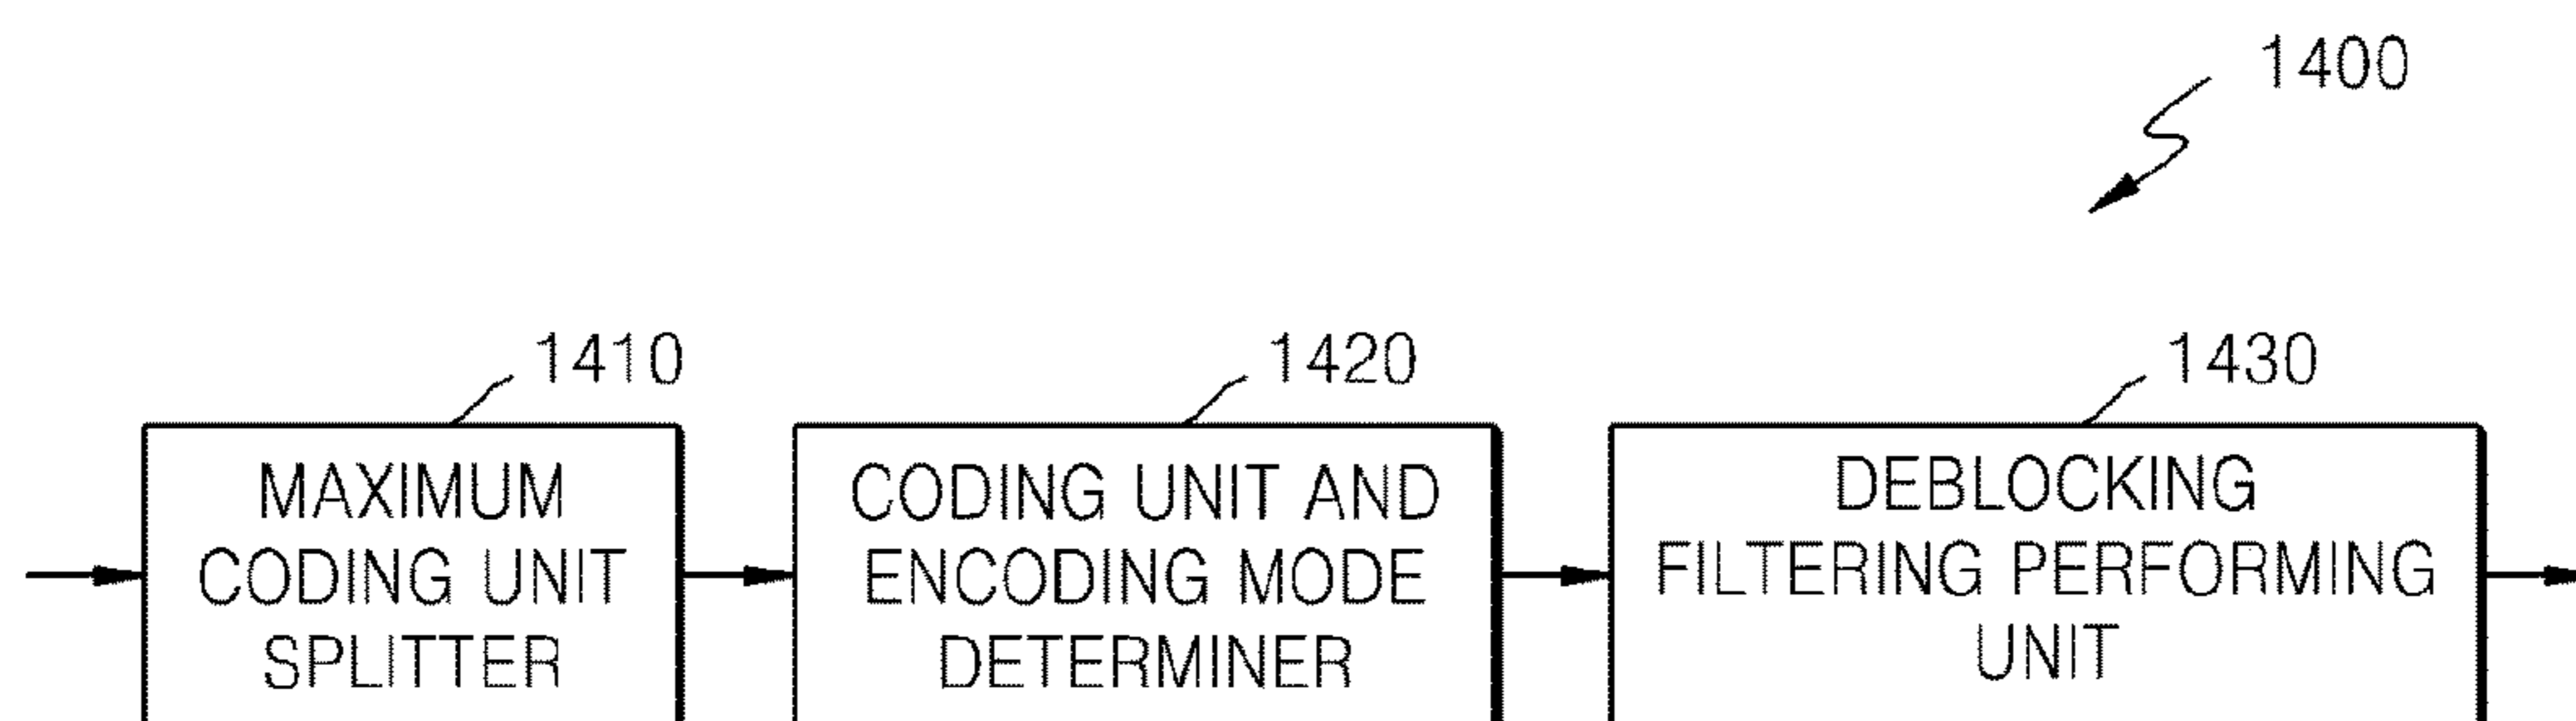 1400
1410
1420
1430
MAXIMUM
CODING UNIT
SPLITTER
CODING UNIT AND
ENCODING MODE
DETERMINER
DEBLOCKING
FILTERING PERFORMING
UNIT